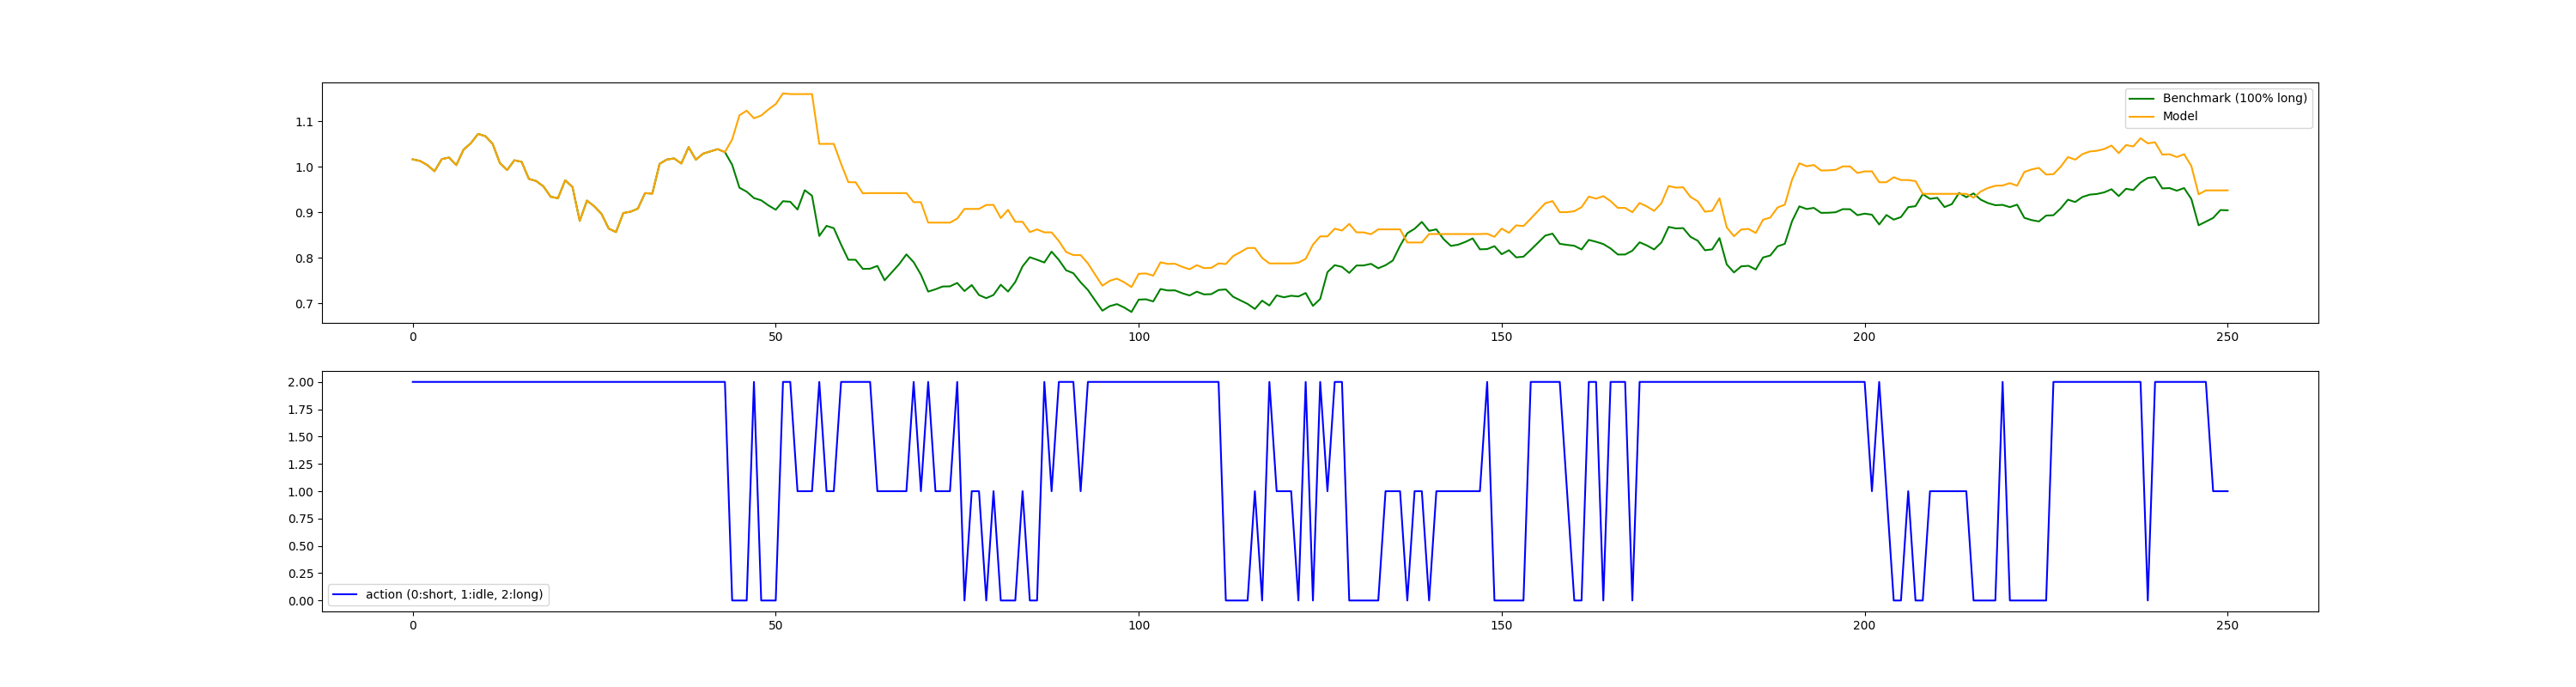 Benchmark (100% long)
Model
1.1
1.0
0.9
0.8
0.7
0 50 100 150 200 250
2.00
1.75
1.50
1.25
1.00
0.75
0.50
0.25
0.00
action (0:short, 1:idle, 2:long)
0 50 100 150 200 250